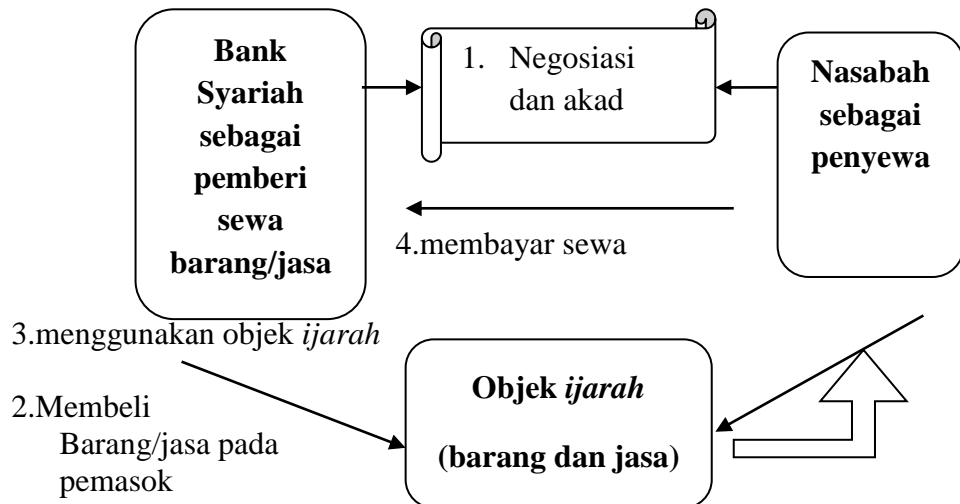 Bank
Syariah
sebagai
pemberi
sewa
barang/jasa
1. Negosiasi
dan akad
Nasabah
sebagai
penyewa
4.membayar sewa
3.menggunakan objek ijarah
2.Membeli
Barang/jasa pada
pemasok
Objek ijarah
(barang dan jasa)